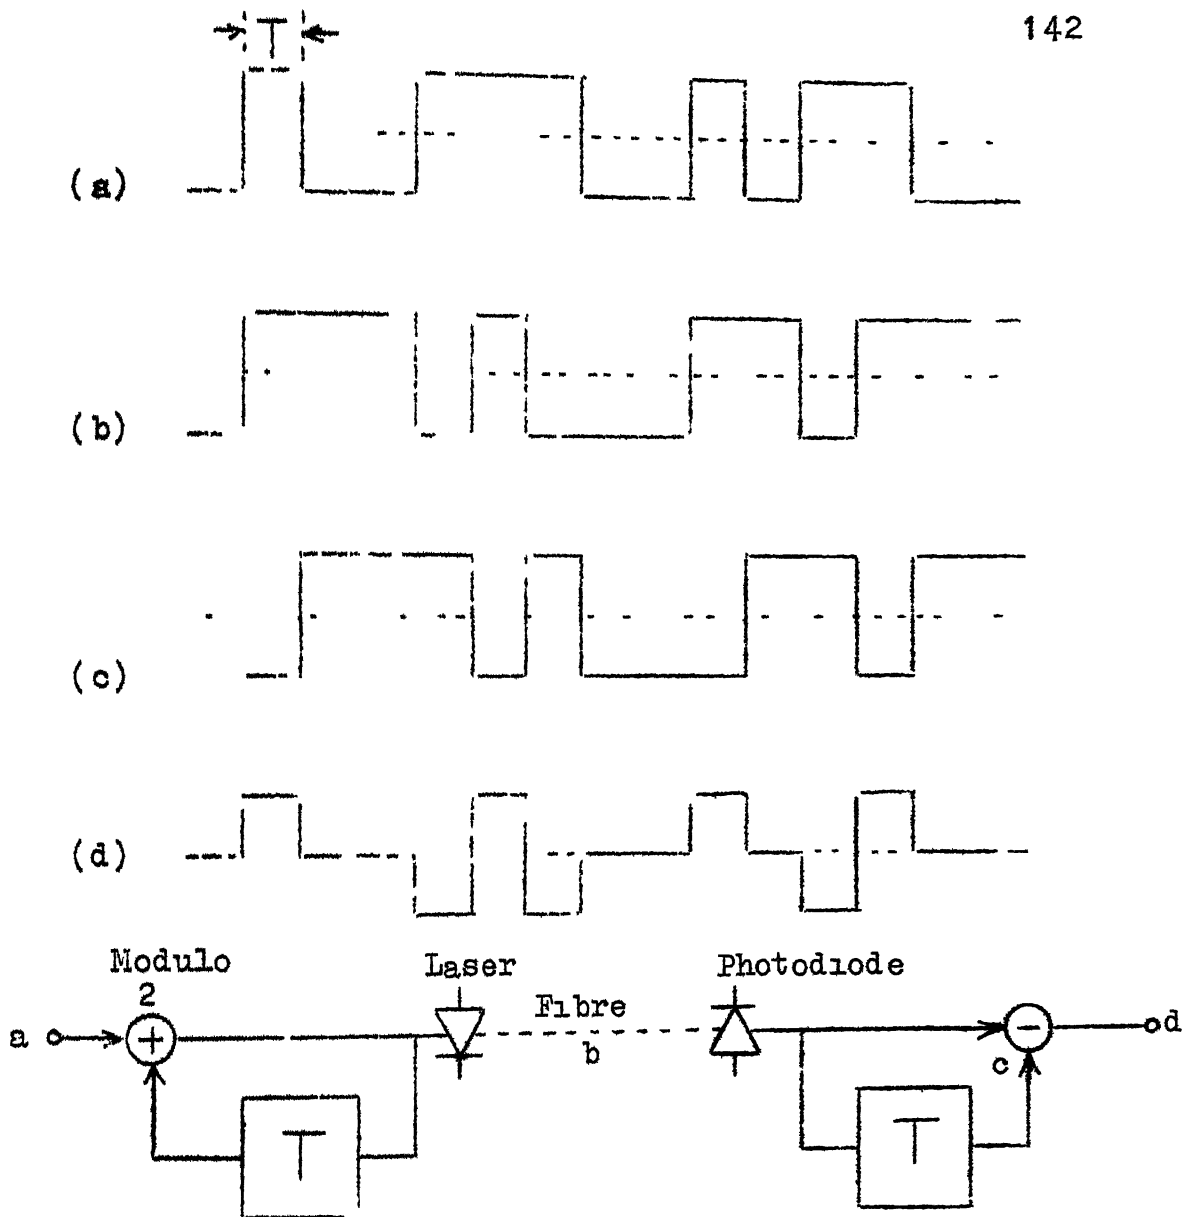 142
T
(a)
(b)
(c)
(d)
Modulo
2
Laser
Fibre
Photodiode
a
+
b
-
d
c
T
T